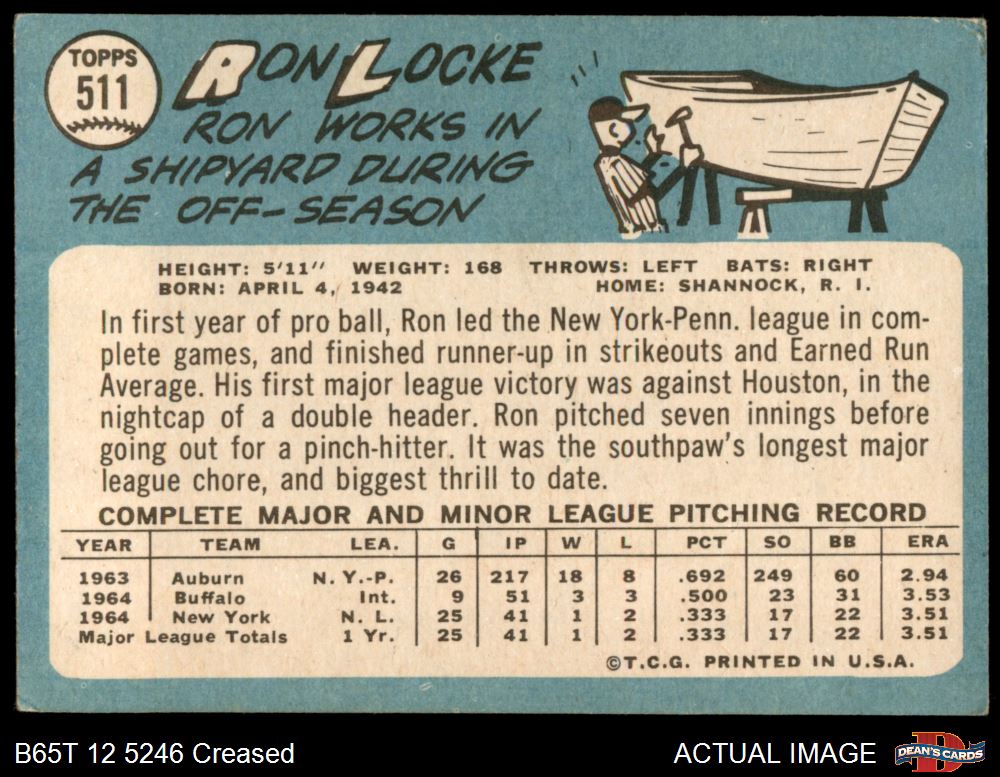 TOPPS
511
RON LOCKE
RON WORKS IN
A SHIPYARD DURING
THE OFF-SEASON
HEIGHT: 5'11" WEIGHT: 168 THROWS: LEFT BATS: RIGHT
BORN: APRIL 4, 1942 HOME: SHANNOCK, R. I.
In first year of pro ball, Ron led the New York-Penn. league in com-
plete games, and finished runner-up in strikeouts and Earned Run
Average. His first major league victory was against Houston, in the
nightcap of a double header. Ron pitched seven innings before
going out for a pinch-hitter. It was the southpaw's longest major
league chore, and biggest thrill to date.
COMPLETE MAJOR AND MINOR LEAGUE PITCHING RECORD
YEAR TEAM LEA. G IP W L PCT SO BB ERA
1963 Auburn N. Y.-P. 26 217 18 8 .692 249 60 2.94
1964 Buffalo Int. 9 51 3 3 .500 23 31 3.53
1964 New York N. L. 25 41 1 2 .333 17 22 3.51
Major League Totals 1 Yr. 25 41 1 2 .333 17 22 3.51
©T.C.G. PRINTED IN U.S.A.
B65T 12 5246 Creased ACTUAL IMAGE DEAN'S CARDS